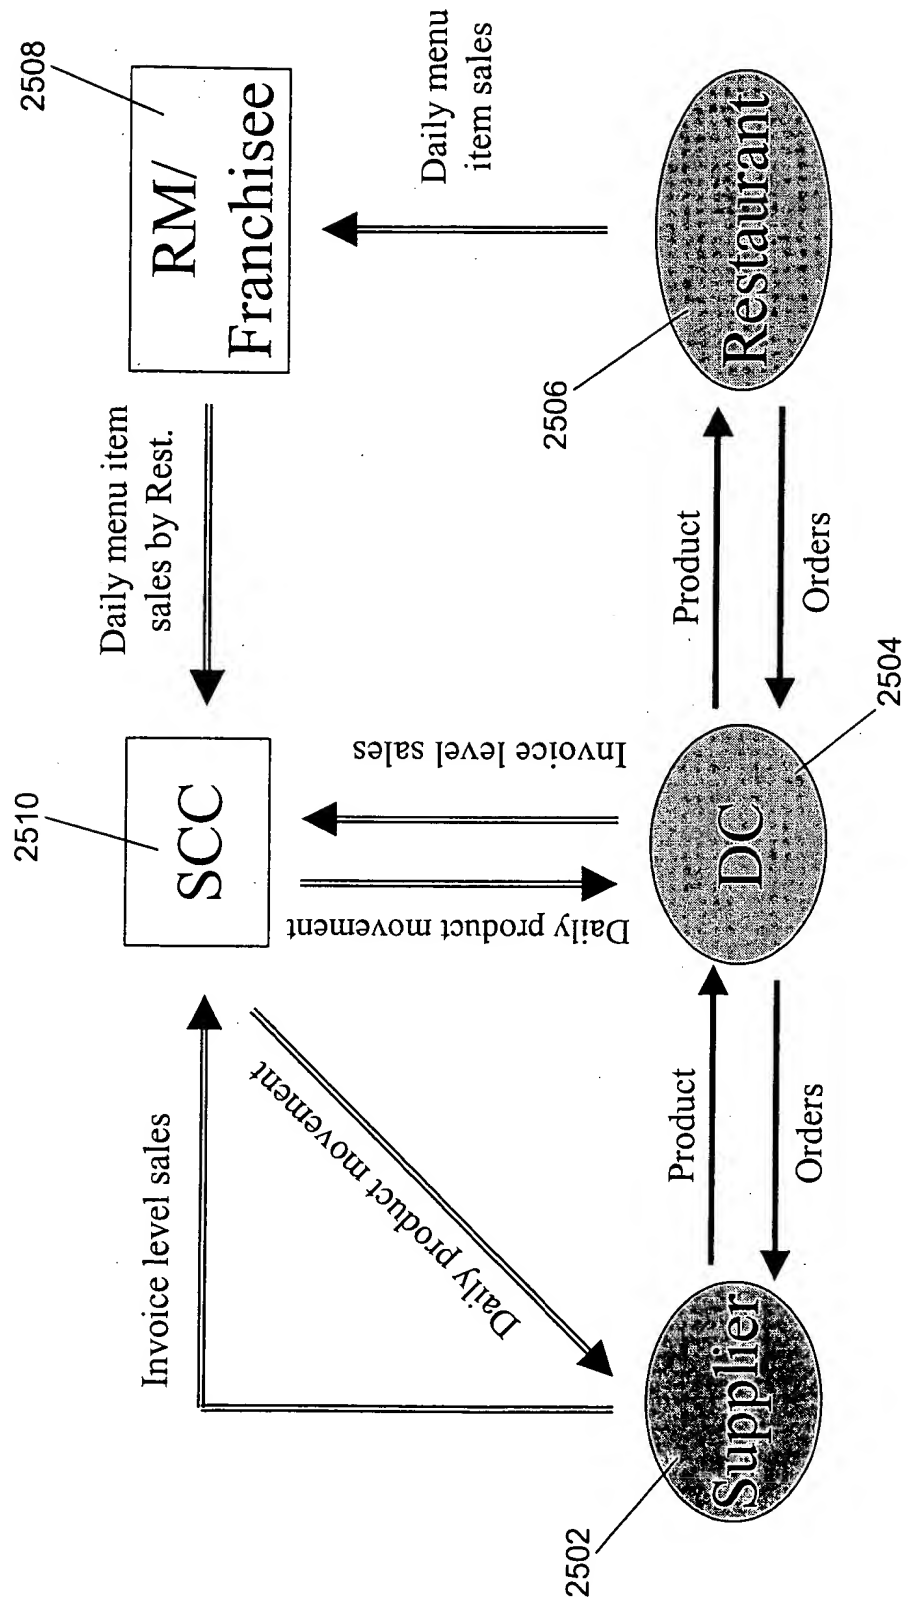 2510
2508
SCC
Daily menu item
sales by Rest.
RM/
Franchisee
Invoice level sales
Daily product movement
Daily product movement
Invoice level sales
Daily menu
item sales
2506
2502
Supplier
Product
Orders
DC
2504
Product
Orders
Restaurant